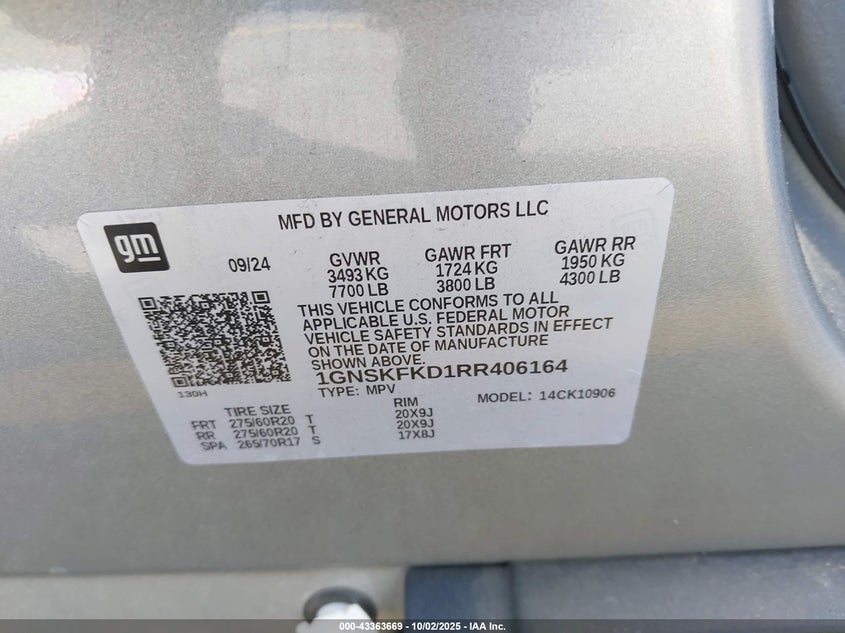 MFD BY GENERAL MOTORS LLC
gm
09/24
GVWR GAWR FRT GAWR RR
3493 KG 1724 KG 1950 KG
7700 LB 3800 LB 4300 LB
THIS VEHICLE CONFORMS TO ALL
APPLICABLE U.S. FEDERAL MOTOR
VEHICLE SAFETY STANDARDS IN EFFECT
ON THE DATE OF MANUFACTURE
SHOWN ABOVE.
1GNSKFKD1RR406164
130H
TYPE: MPV MODEL: 14CK10906
TIRE SIZE RIM
FRT 275/60R20 T 20X9J
RR 275/60R20 T 20X9J
SPA 265/70R17 S 17X8J
000-43363669 - 10/02/2025 - IAA Inc.